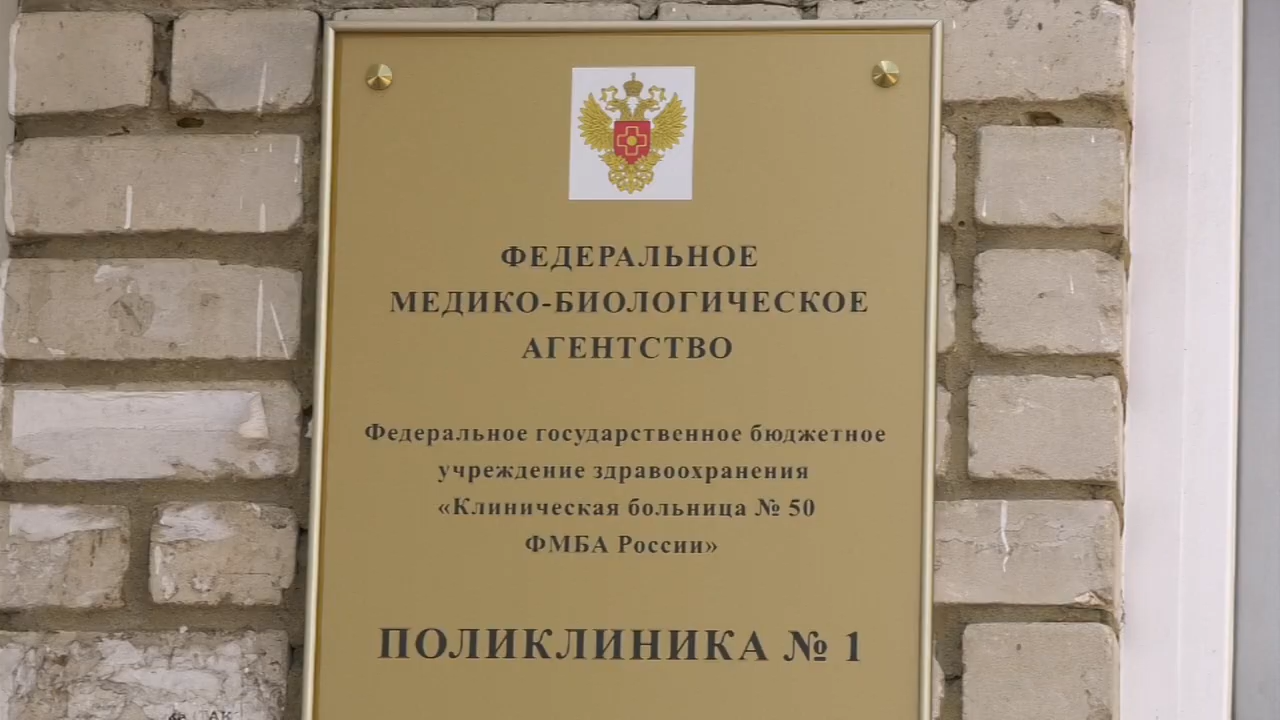 ФЕДЕРАЛЬНОЕ
МЕДИКО-БИОЛОГИЧЕСКОЕ
АГЕНТСТВО
Федеральное государственное бюджетное
учреждение здравоохранения
«Клиническая больница № 50
ФМБА России»
ПОЛИКЛИНИКА № 1